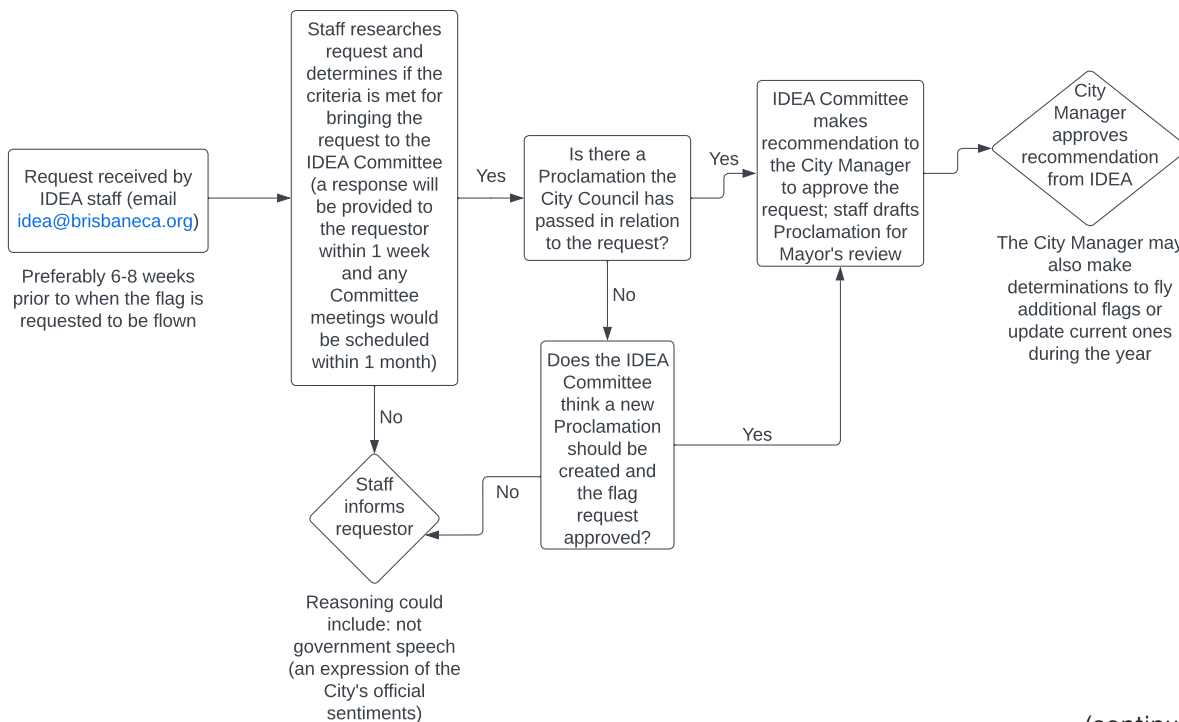 Request received by
IDEA staff (email
idea@brisbaneca.org)
Preferably 6-8 weeks
prior to when the flag is
requested to be flown
Staff researches
request and
determines if the
criteria is met for
bringing the
request to the
IDEA Committee
(a response will
be provided to
the requestor
within 1 week
and any
Committee
meetings would
be scheduled
within 1 month)
No
Staff
informs
requestor
Reasoning could
include: not
government speech
(an expression of the
City's official
sentiments)
Yes
Is there a
Proclamation the
City Council has
passed in relation
to the request?
No
Does the IDEA
Committee
think a new
Proclamation
should be
created and
the flag
request
approved?
No
Yes
Yes
IDEA Committee
makes
recommendation to
the City Manager
to approve the
request; staff drafts
Proclamation for
Mayor's review
City
Manager
approves
recommendation
from IDEA
The City Manager may
also make
determinations to fly
additional flags or
update current ones
during the year